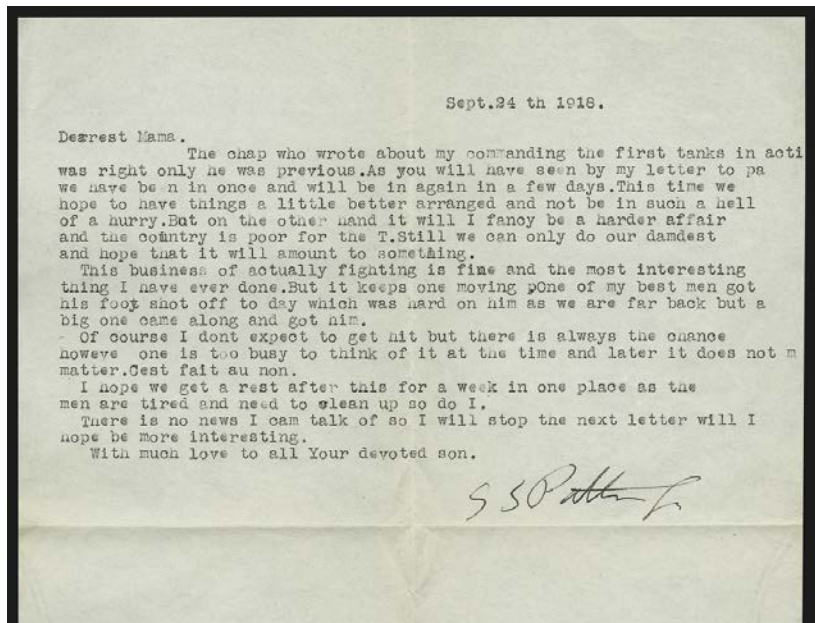 Sept.24 th 1918.
Dearest Mama.
The chap who wrote about my commanding the first tanks in acti
was right only he was previous.As you will have seen by my letter to pa
we have be n in once and will be in again in a few days.This time we
hope to have things a little better arranged and not be in such a hell
of a hurry.But on the other hand it will I fancy be a harder affair
and the country is poor for the T.Still we can only do our damdest
and hope that it will amount to something.
This business of actually fighting is fine and the most interesting
thing I have ever done.But it keeps one moving pOne of my best men got
his foot shot off to day which was hard on him as we are far back but a
big one came along and got him.
Of course I dont expect to get hit but there is always the chance
howeve one is too busy to think of it at the time and later it does not m
matter.Cest fait au non.
I hope we get a rest after this for a week in one place as the
men are tired and need to clean up so do I.
There is no news I cam talk of so I will stop the next letter will I
hope be more interesting.
With much love to all Your devoted son.
G S Patton Jr.